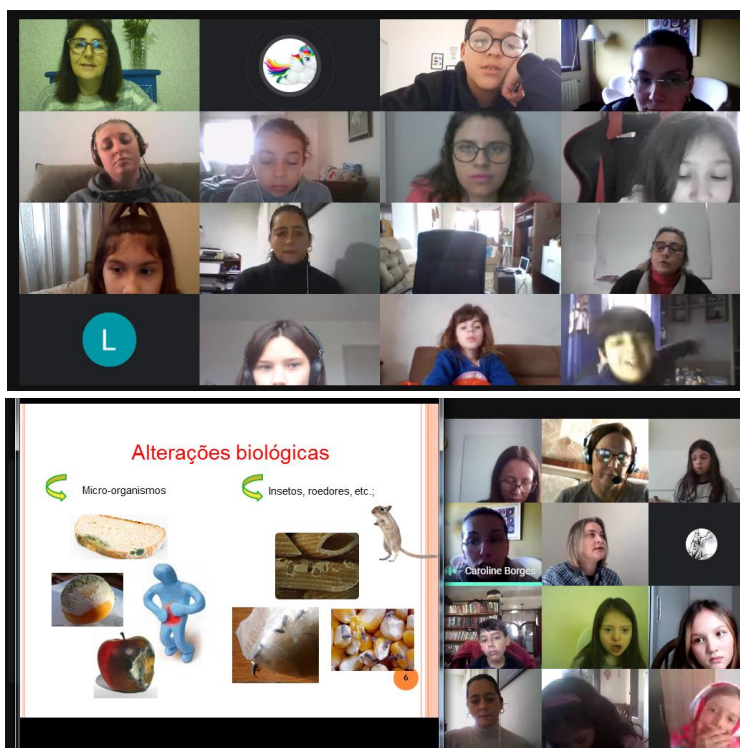 L
Alterações biológicas
Micro-organismos
Insetos, roedores, etc.;
6
Caroline Borges